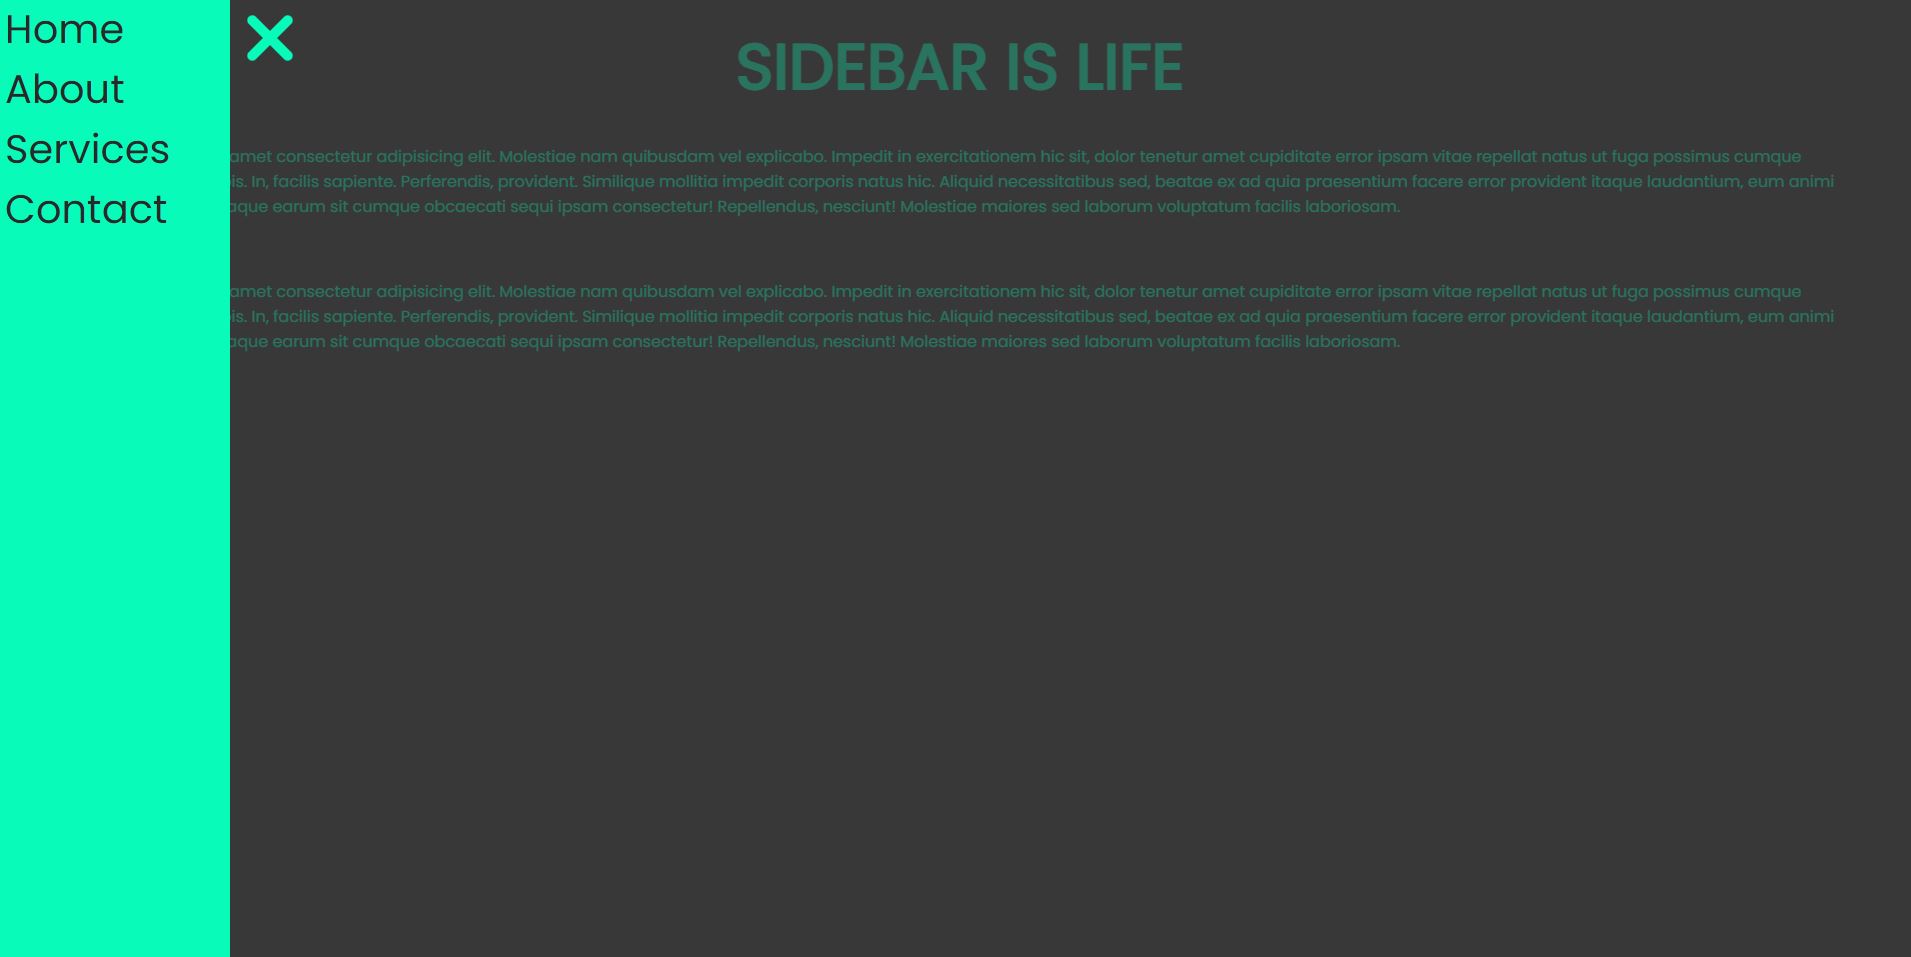 Home
About
Services
Contact
SIDEBAR IS LIFE
amet consectetur adipisicing elit. Molestiae nam quibusdam vel explicabo. Impedit in exercitationem hic sit, dolor tenetur amet cupiditate error ipsam vitae repellat natus ut fuga possimus cumque
is. In, facilis sapiente. Perferendis, provident. Similique mollitia impedit corporis natus hic. Aliquid necessitatibus sed, beatae ex ad quia praesentium facere error provident itaque laudantium, eum animi
aque earum sit cumque obcaecati sequi ipsam consectetur! Repellendus, nesciunt! Molestiae maiores sed laborum voluptatum facilis laboriosam.
amet consectetur adipisicing elit. Molestiae nam quibusdam vel explicabo. Impedit in exercitationem hic sit, dolor tenetur amet cupiditate error ipsam vitae repellat natus ut fuga possimus cumque
is. In, facilis sapiente. Perferendis, provident. Similique mollitia impedit corporis natus hic. Aliquid necessitatibus sed, beatae ex ad quia praesentium facere error provident itaque laudantium, eum animi
aque earum sit cumque obcaecati sequi ipsam consectetur! Repellendus, nesciunt! Molestiae maiores sed laborum voluptatum facilis laboriosam.